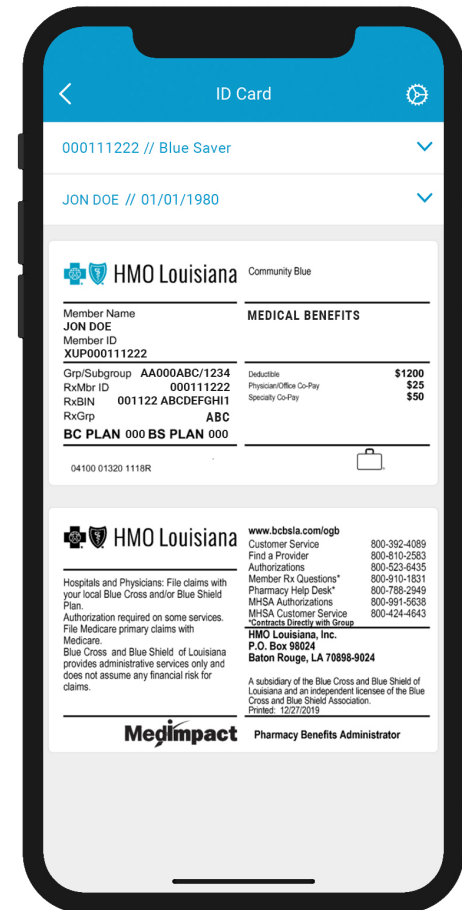 ID Card
000111222 // Blue Saver
JON DOE // 01/01/1980
HMO Louisiana
Community Blue
Member Name
JON DOE
Member ID
XUP000111222
Grp/Subgroup AA000ABC/1234
RxMbr ID 000111222
RxBIN 001122 ABCDEFGHI1
RxGrp ABC
BC PLAN 000 BS PLAN 000
04100 01320 1118R
MEDICAL BENEFITS
Deductible $1200
Physician/Office Co-Pay $25
Specialty Co-Pay $50
HMO Louisiana
Hospitals and Physicians: File claims with
your local Blue Cross and/or Blue Shield
Plan.
Authorization required on some services.
File Medicare primary claims with
Medicare.
Blue Cross and Blue Shield of Louisiana
provides administrative services only and
does not assume any financial risk for
claims.
www.bcbsla.com/ogb
Customer Service 800-392-4089
Find a Provider 800-810-2583
Authorizations 800-523-6435
Member Rx Questions* 800-910-1831
Pharmacy Help Desk* 800-788-2949
MHSA Authorizations 800-991-5638
MHSA Customer Service 800-424-4643
*Contracts Directly with Group
HMO Louisiana, Inc.
P.O. Box 98024
Baton Rouge, LA 70898-9024
A subsidiary of the Blue Cross and Blue Shield of
Louisiana and an independent licensee of the Blue
Cross and Blue Shield Association.
Printed: 12/27/2019
MedImpact Pharmacy Benefits Administrator